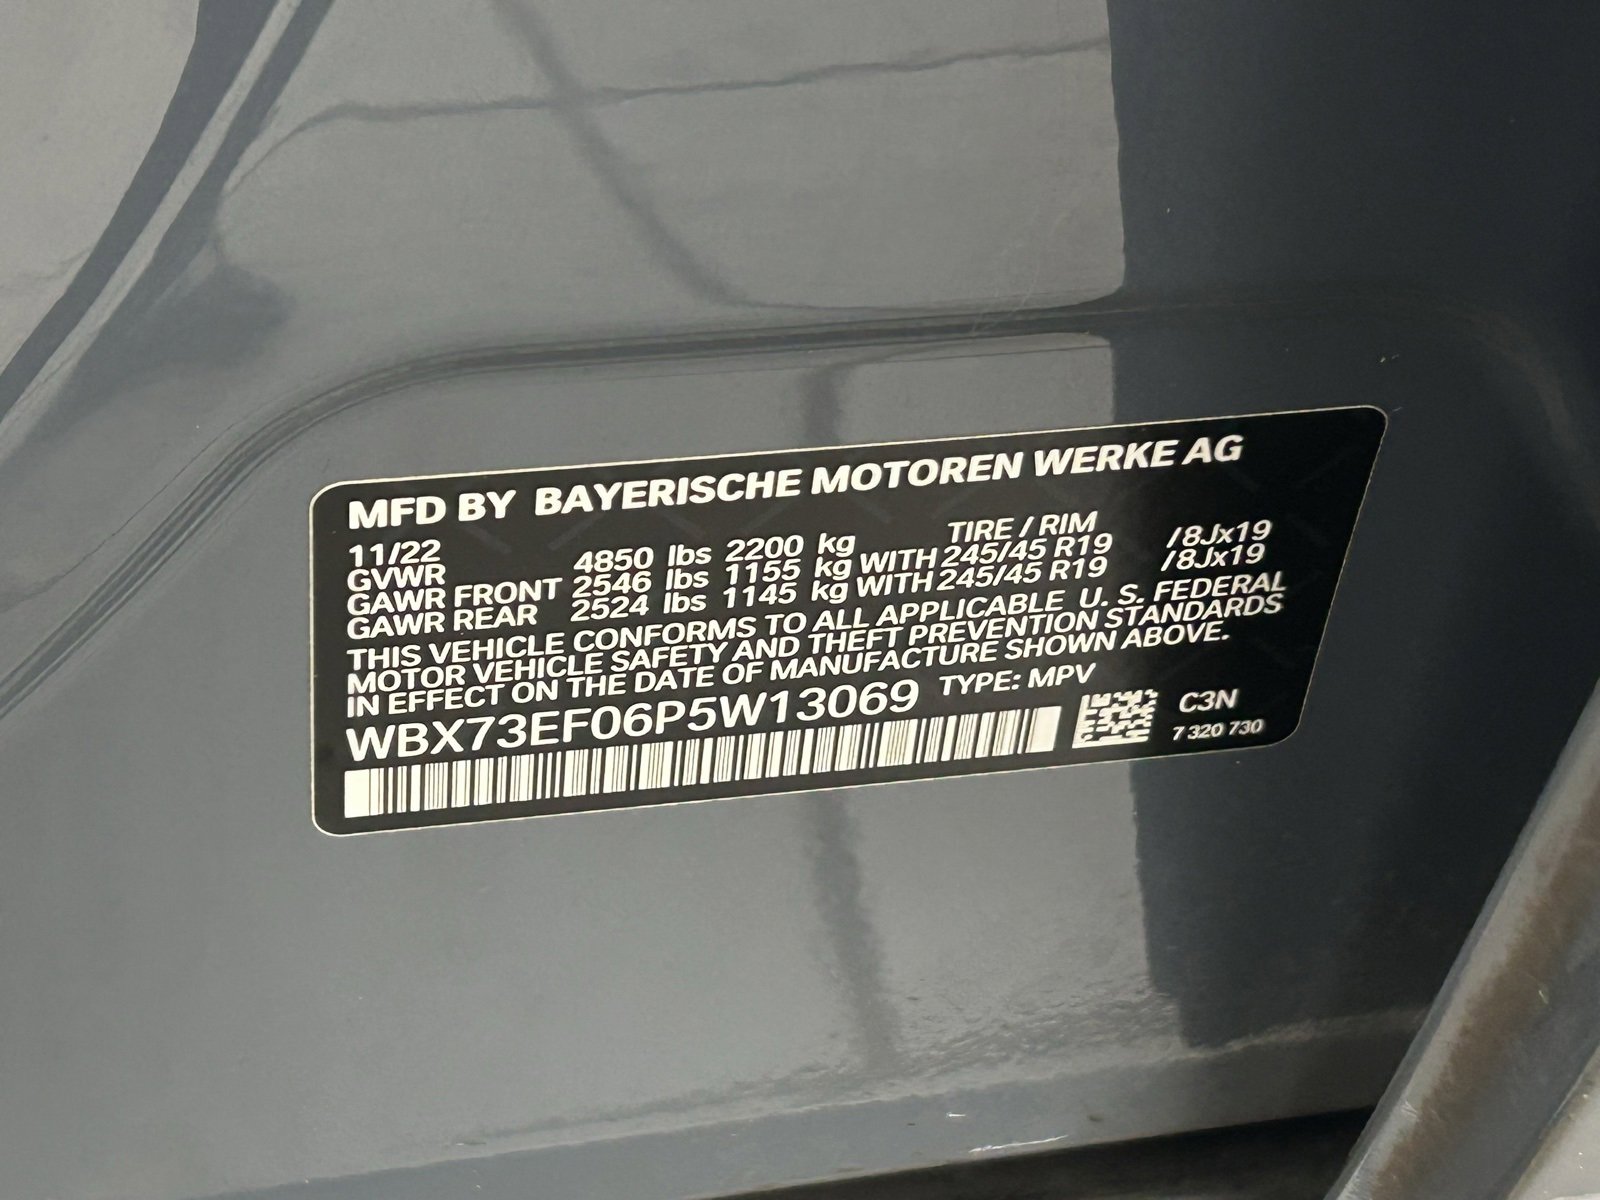 MFD BY BAYERISCHE MOTOREN WERKE AG
11/22 TIRE / RIM
GVWR 4850 lbs 2200 kg
GAWR FRONT 2546 lbs 1155 kg WITH 245/45 R19 /8Jx19
GAWR REAR 2524 lbs 1145 kg WITH 245/45 R19 /8Jx19
THIS VEHICLE CONFORMS TO ALL APPLICABLE U. S. FEDERAL
MOTOR VEHICLE SAFETY AND THEFT PREVENTION STANDARDS
IN EFFECT ON THE DATE OF MANUFACTURE SHOWN ABOVE.
WBX73EF06P5W13069 TYPE: MPV
C3N
7 320 730